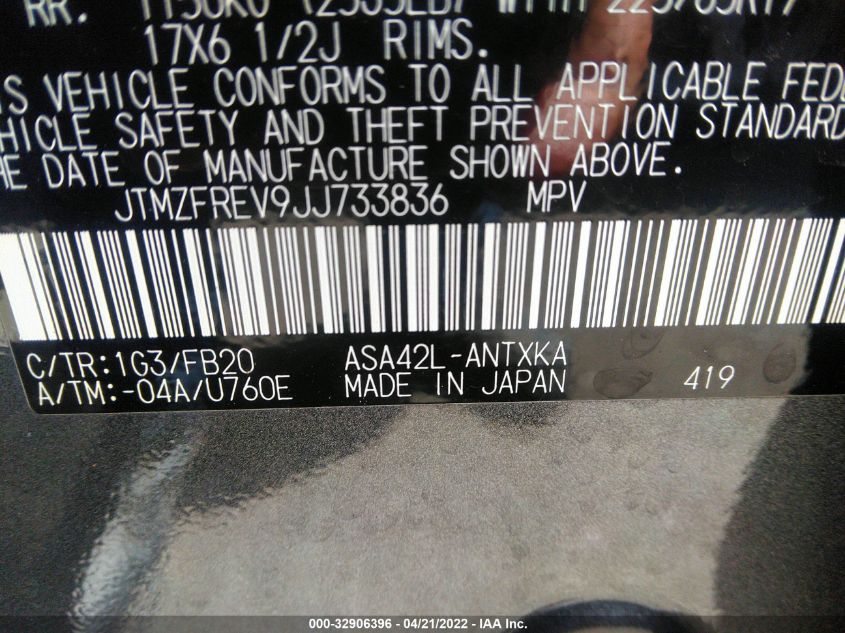 RR.
17X6 1/2J RIMS.
S VEHICLE CONFORMS TO ALL APPLICABLE FEDE
HICLE SAFETY AND THEFT PREVENTION STANDARD
E DATE OF MANUFACTURE SHOWN ABOVE.
JTMZFREV9JJ733836 MPV
C/TR:1G3/FB20 ASA42L-ANTXKA
A/TM:-04A/U760E MADE IN JAPAN 419
000-32906396 - 04/21/2022 - IAA Inc.